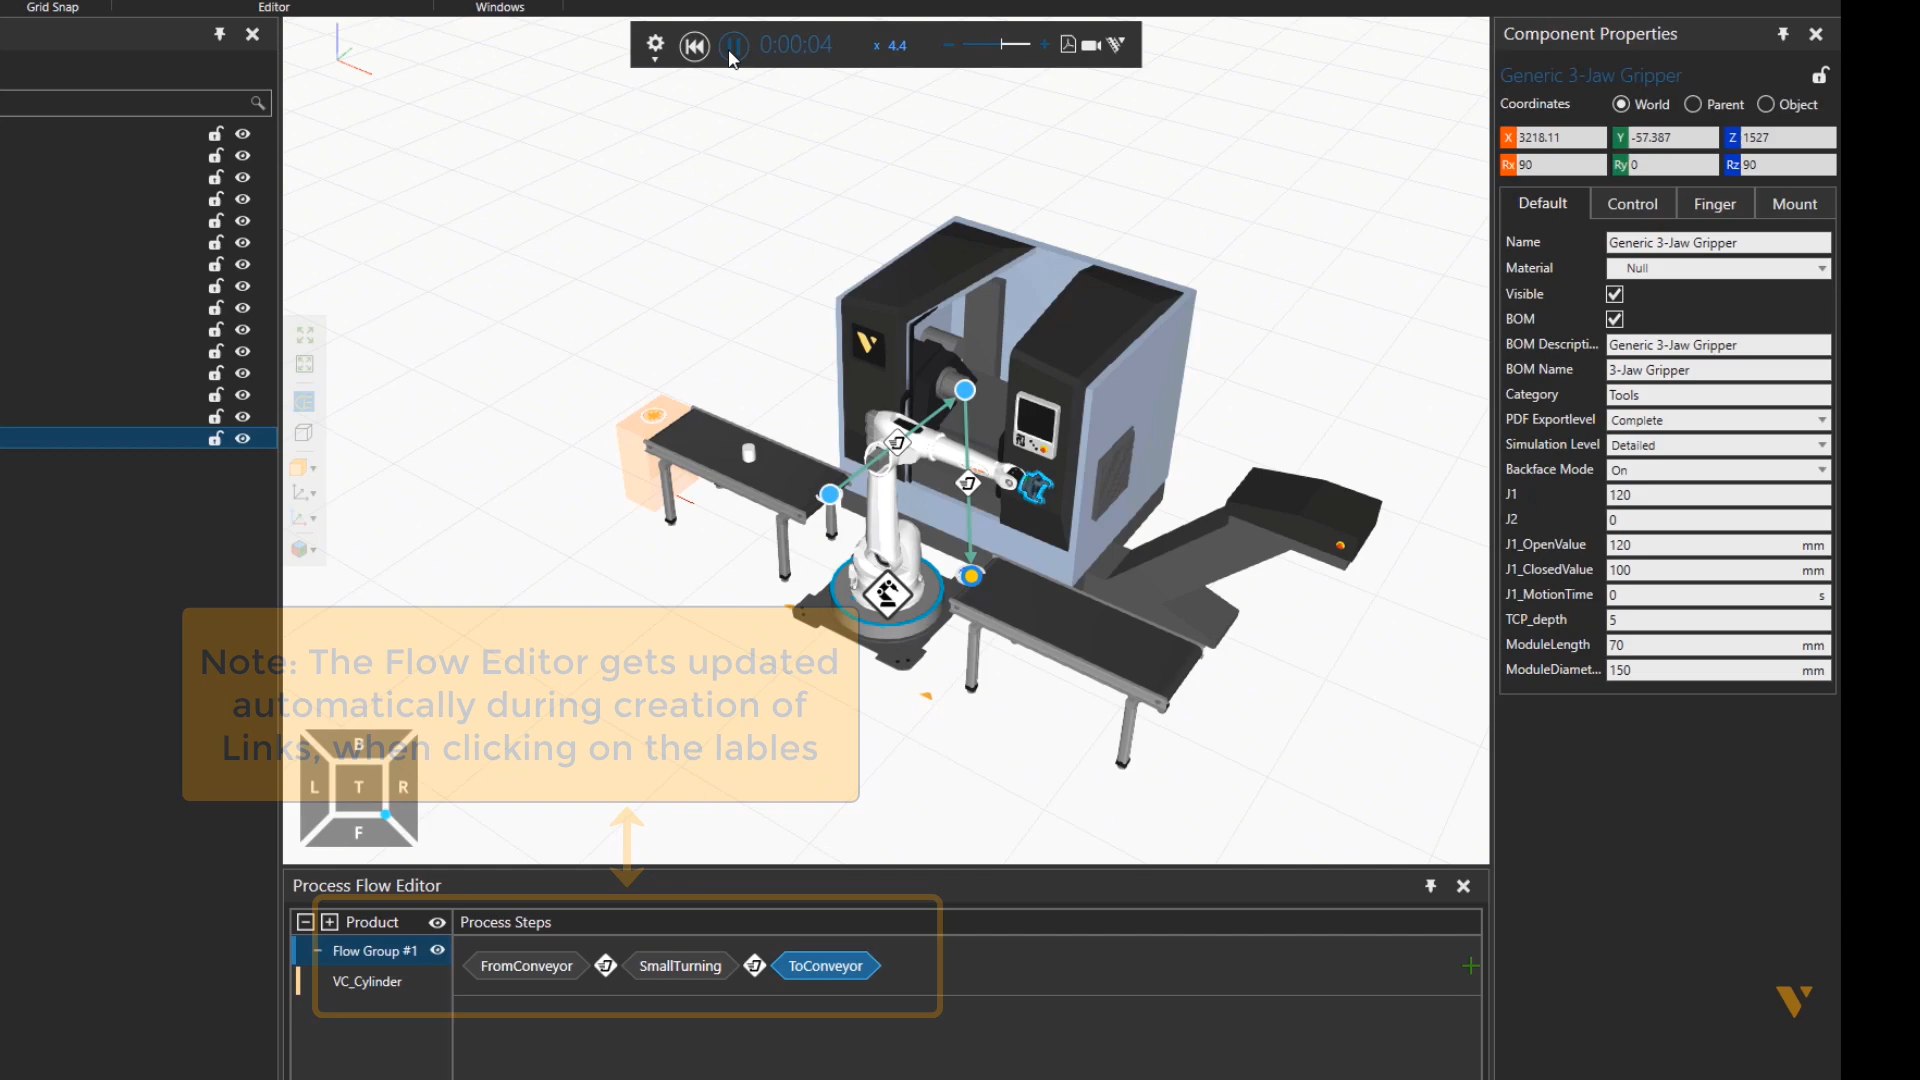 Grid Snap
Editor
Windows
0:00:04
x 4.4
Component Properties
Generic 3-Jaw Gripper
Coordinates World Parent Object
X 3218.11 Y -57.387 Z 1527
Rx 90 Ry 0 Rz 90
Default Control Finger Mount
Name Generic 3-Jaw Gripper
Material Null
Visible
BOM
BOM Descripti... Generic 3-Jaw Gripper
BOM Name 3-Jaw Gripper
Category Tools
PDF Exportlevel Complete
Simulation Level Detailed
Backface Mode On
J1 120
J2 0
J1_OpenValue 120 mm
J1_ClosedValue 100 mm
J1_MotionTime 0 s
TCP_depth 5
ModuleLength 70 mm
ModuleDiamet... 150 mm
Note: The Flow Editor gets updated
automatically during creation of
Links, when clicking on the lables
B
L T R
F
Process Flow Editor
Product
Process Steps
Flow Group #1
FromConveyor SmallTurning ToConveyor
VC_Cylinder